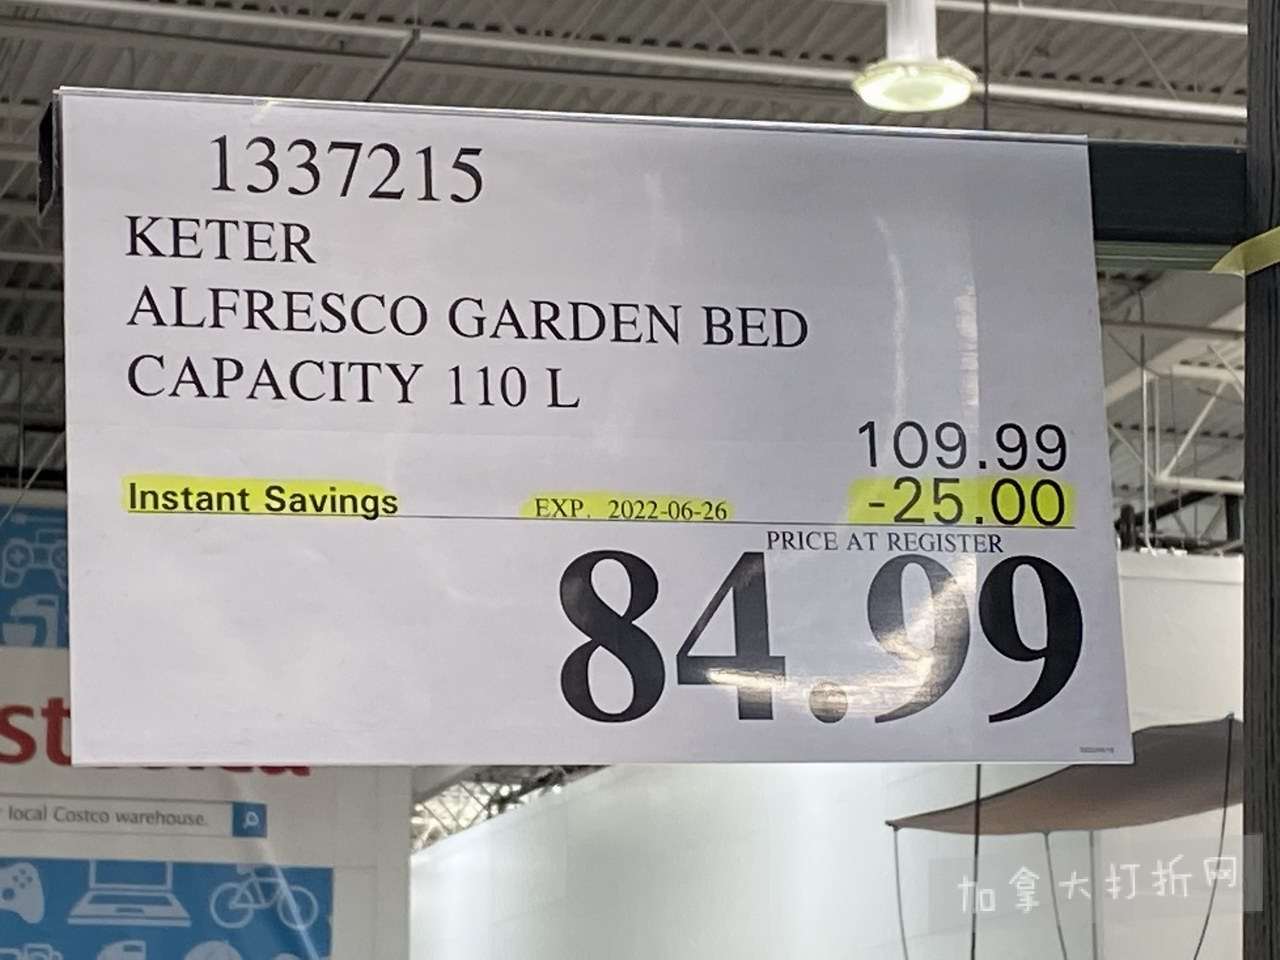 1337215
KETER
ALFRESCO GARDEN BED
CAPACITY 110 L
109.99
Instant Savings EXP. 2022-06-26 -25.00
PRICE AT REGISTER
84.99
st
local Costco warehouse.
加拿大打折网